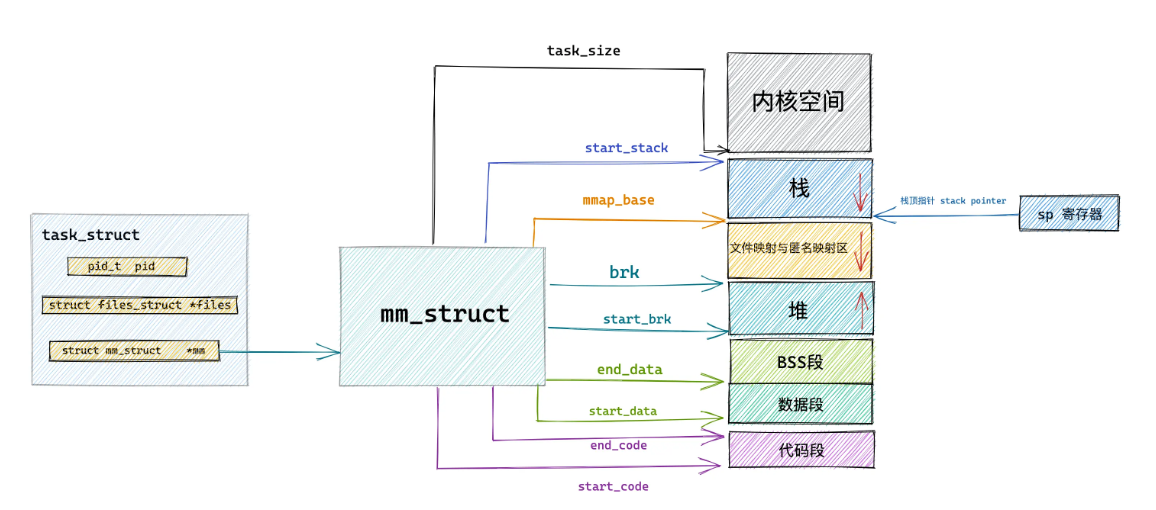 task_size
内核空间
start_stack
栈
mmap_base
栈顶指针 stack pointer
sp 寄存器
task_struct
文件映射与匿名映射区
pid_t pid
brk
struct files_struct *files
mm_struct
堆
start_brk
struct mm_struct *mm
BSS段
end_data
数据段
start_data
end_code
代码段
start_code